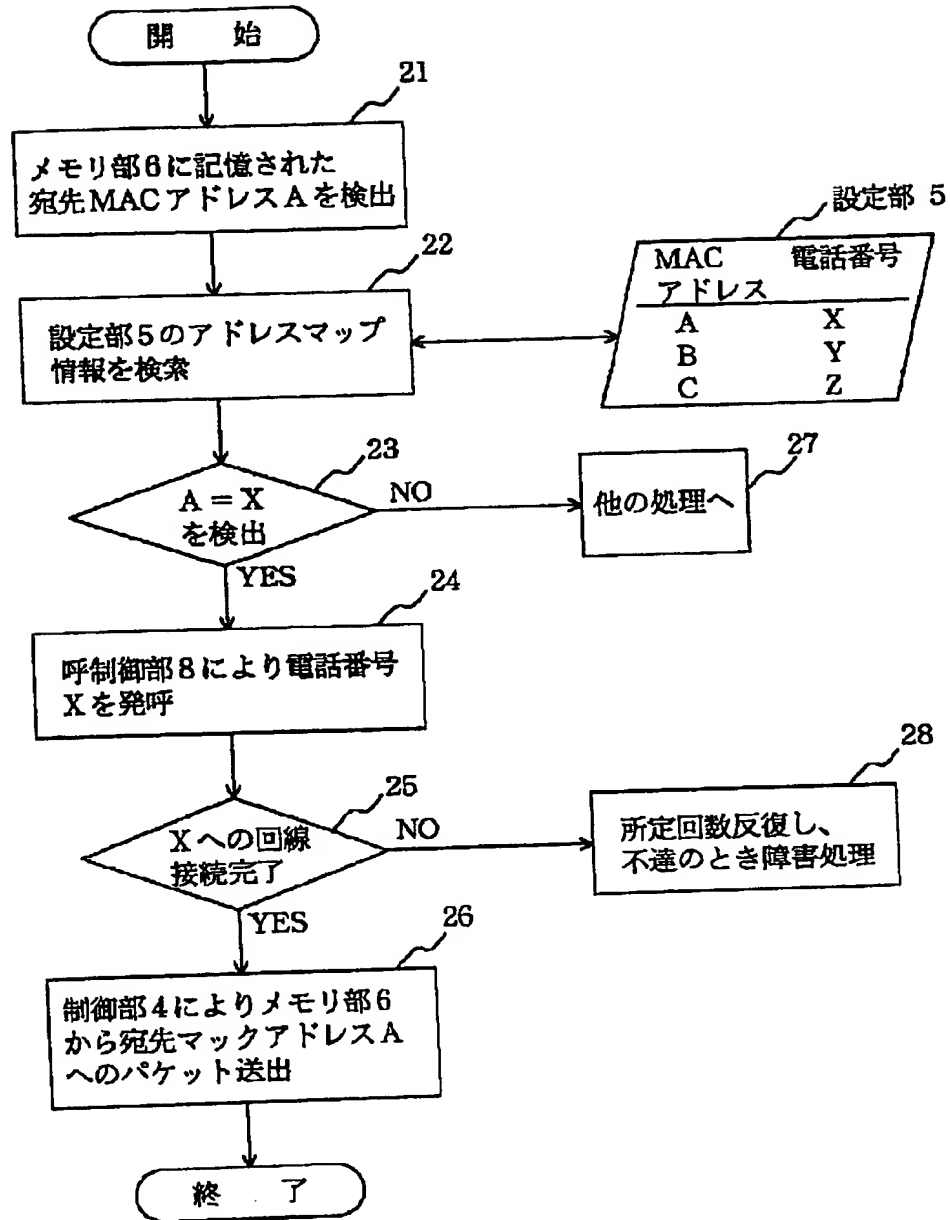 開 始
21
メモリ部6に記憶された
宛先MACアドレスAを検出
22
設定部5のアドレスマップ
情報を検索
設定部 5
MAC 電話番号
アドレス
A X
B Y
C Z
23
A=X
を検出
NO
27
他の処理へ
YES
24
呼制御部8により電話番号
Xを発呼
25
Xへの回線
接続完了
NO
28
所定回数反復し、
不達のとき障害処理
YES
26
制御部4によりメモリ部6
から宛先マックアドレスA
へのパケット送出
終 了